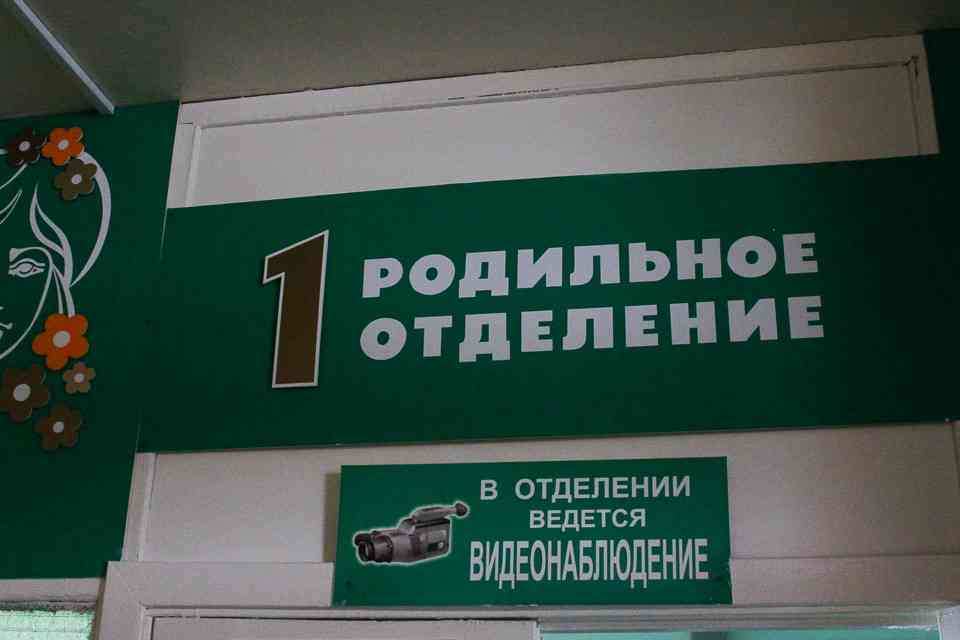 1 РОДИЛЬНОЕ
ОТДЕЛЕНИЕ
В ОТДЕЛЕНИИ
ВЕДЕТСЯ
ВИДЕОНАБЛЮДЕНИЕ